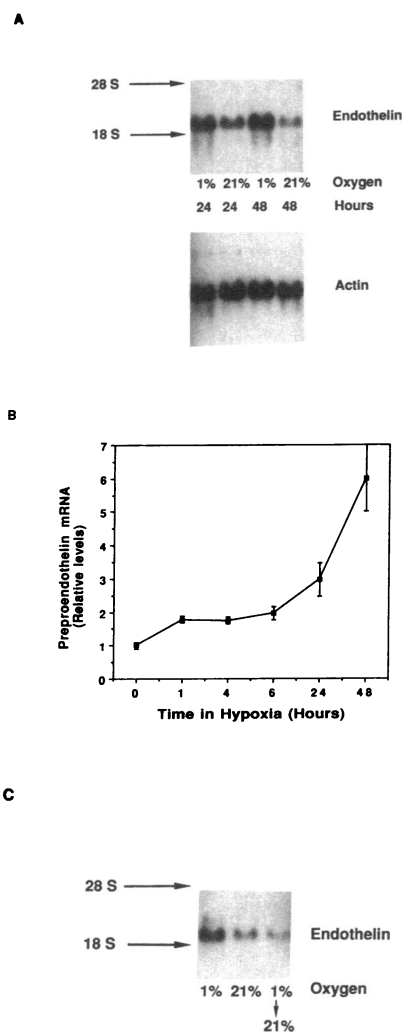 A
28 S
Endothelin
18 S
1% 21% 1% 21% Oxygen
24 24 48 48 Hours
Actin
B
7
6
5
4
3
2
1
0
Preproendothelin mRNA
(Relative levels)
0 1 4 6 24 48
Time in Hypoxia (Hours)
C
28 S
Endothelin
18 S
1% 21% 1% Oxygen
21%